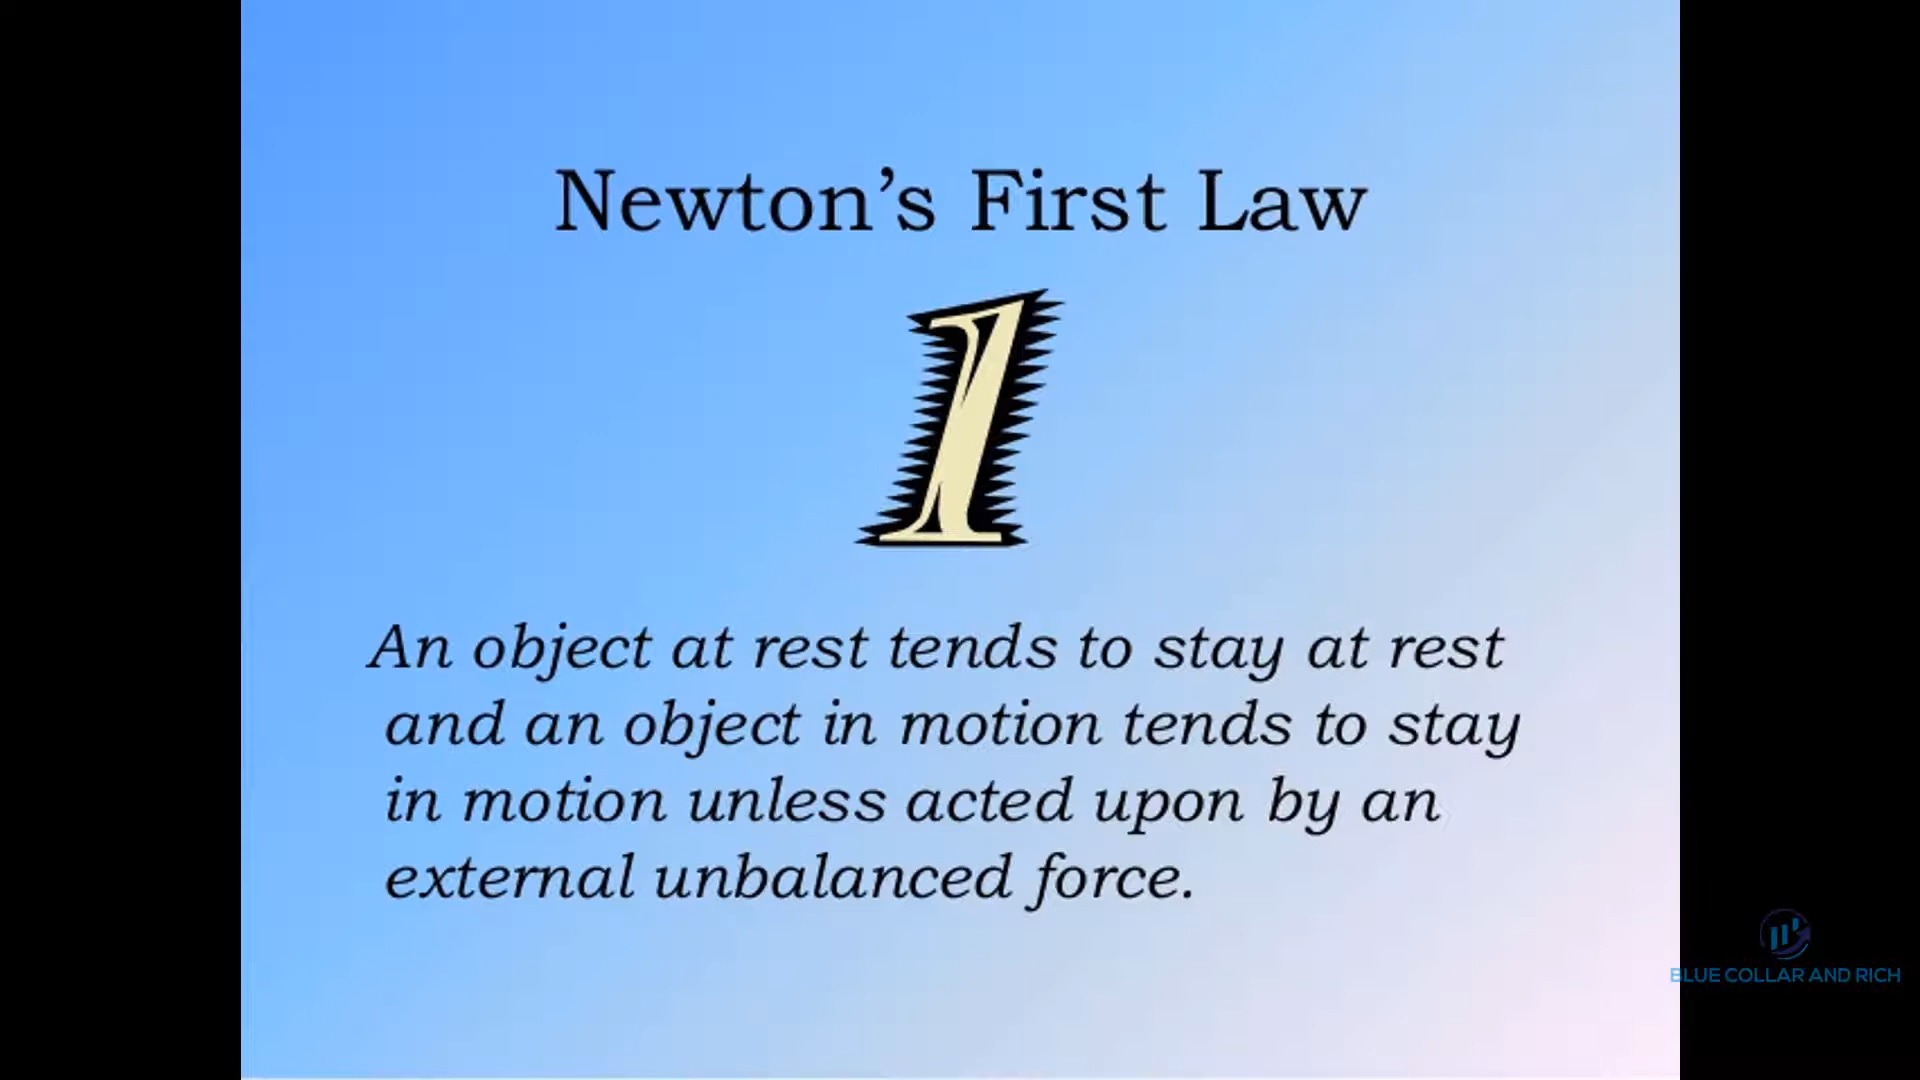 Newton’s First Law
1
An object at rest tends to stay at rest
and an object in motion tends to stay
in motion unless acted upon by an
external unbalanced force.
BLUE COLLAR AND RICH